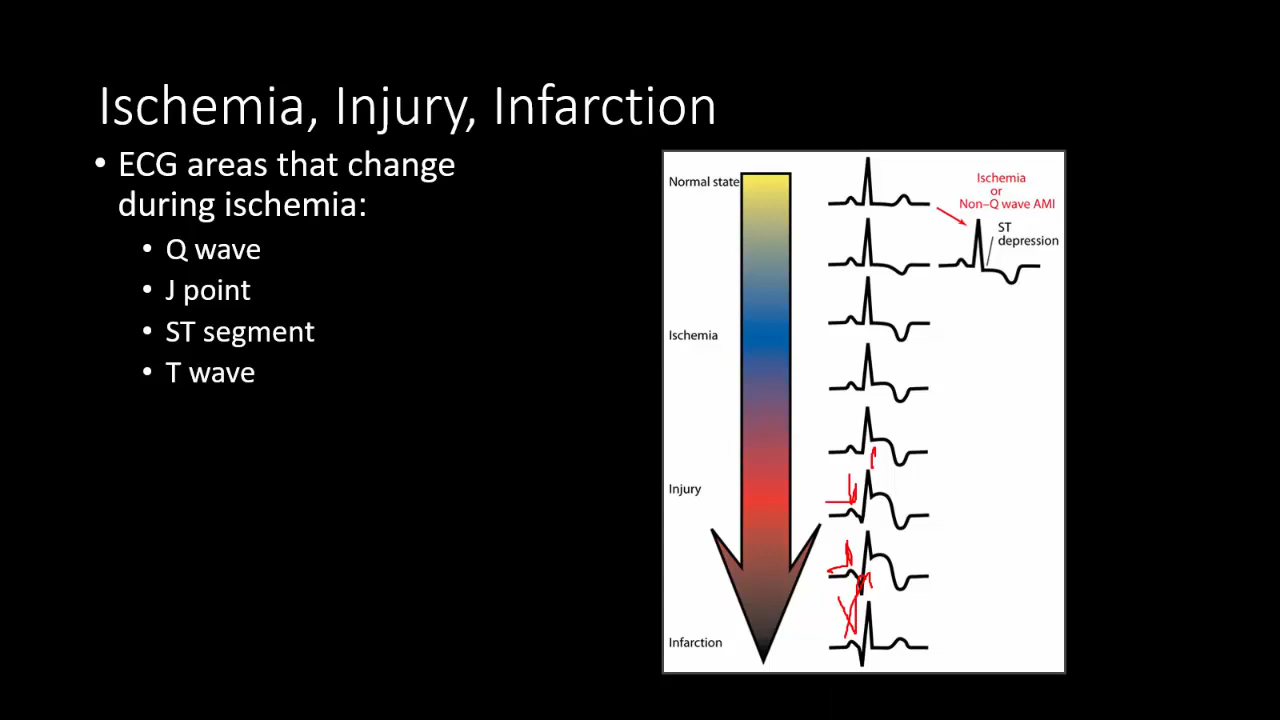 Ischemia, Injury, Infarction
• ECG areas that change
during ischemia:
• Q wave
• J point
• ST segment
• T wave
Normal state
Ischemia
or
Non–Q wave AMI
ST
depression
Ischemia
Injury
Infarction